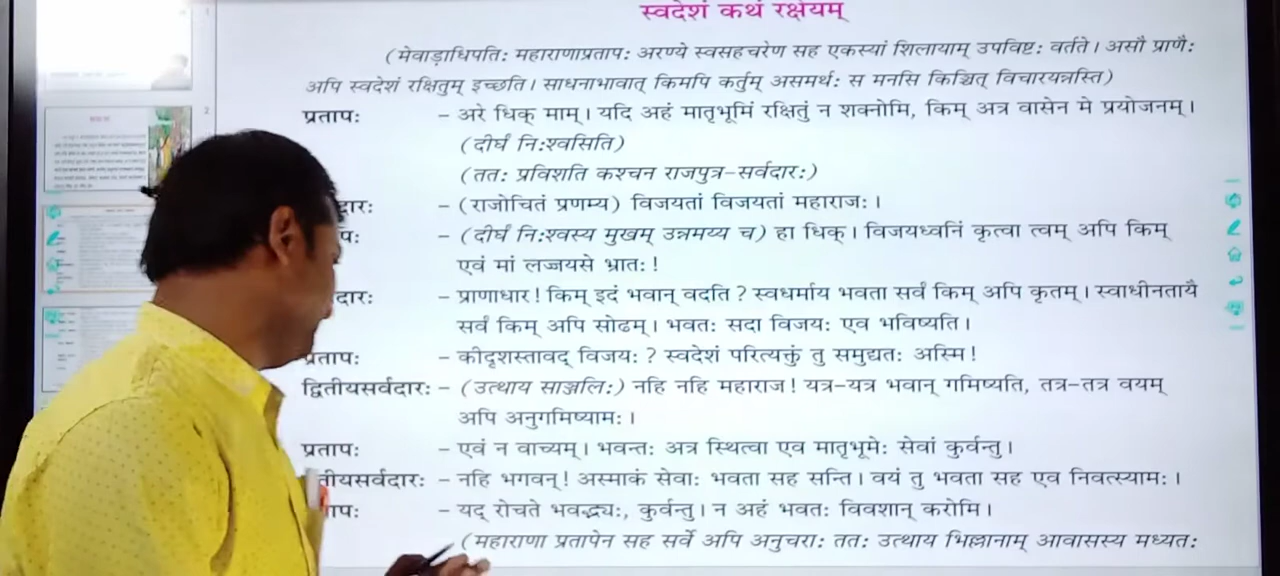 स्वदेशं कथं रक्षेयम्
(मेवाड़ाधिपतिः महाराणाप्रतापः अरण्ये स्वसहचरेण सह एकस्यां शिलायाम् उपविष्टः वर्तते। असौ प्राणैः
अपि स्वदेशं रक्षितुम् इच्छति। साधनाभावात् किमपि कर्तुम् असमर्थः स मनसि किञ्चित् विचारयन्नस्ति)
प्रतापः – अरे धिक् माम्। यदि अहं मातृभूमिं रक्षितुं न शक्नोमि, किम् अत्र वासेन मे प्रयोजनम्।
(दीर्घं निःश्वसिति)
(ततः प्रविशति कश्चन राजपुत्र-सर्वदारः)
दारः – (राजोचितं प्रणम्य) विजयतां विजयतां महाराजः।
पः – (दीर्घं निःश्वस्य मुखम् उन्नमय्य च) हा धिक्। विजयध्वनिं कृत्वा त्वम् अपि किम्
एवं मां लज्जयसे भ्रातः!
दारः – प्राणाधार! किम् इदं भवान् वदति? स्वधर्माय भवता सर्वं किम् अपि कृतम्। स्वाधीनतायै
सर्वं किम् अपि सोढम्। भवतः सदा विजयः एव भविष्यति।
प्रतापः – कीदृशस्तावद् विजयः? स्वदेशं परित्यक्तुं तु समुद्यतः अस्मि!
द्वितीयसर्वदारः – (उत्थाय साञ्जलिः) नहि नहि महाराज! यत्र-यत्र भवान् गमिष्यति, तत्र-तत्र वयम्
अपि अनुगमिष्यामः।
प्रतापः – एवं न वाच्यम्। भवन्तः अत्र स्थित्वा एव मातृभूमेः सेवां कुर्वन्तु।
तीयसर्वदारः – नहि भगवन्! अस्माकं सेवाः भवता सह सन्ति। वयं तु भवता सह एव निवत्स्यामः।
पः – यद् रोचते भवद्भ्यः, कुर्वन्तु। न अहं भवतः विवशान् करोमि।
(महाराणा प्रतापेन सह सर्वे अपि अनुचराः ततः उत्थाय भिल्लानाम् आवासस्य मध्यतः